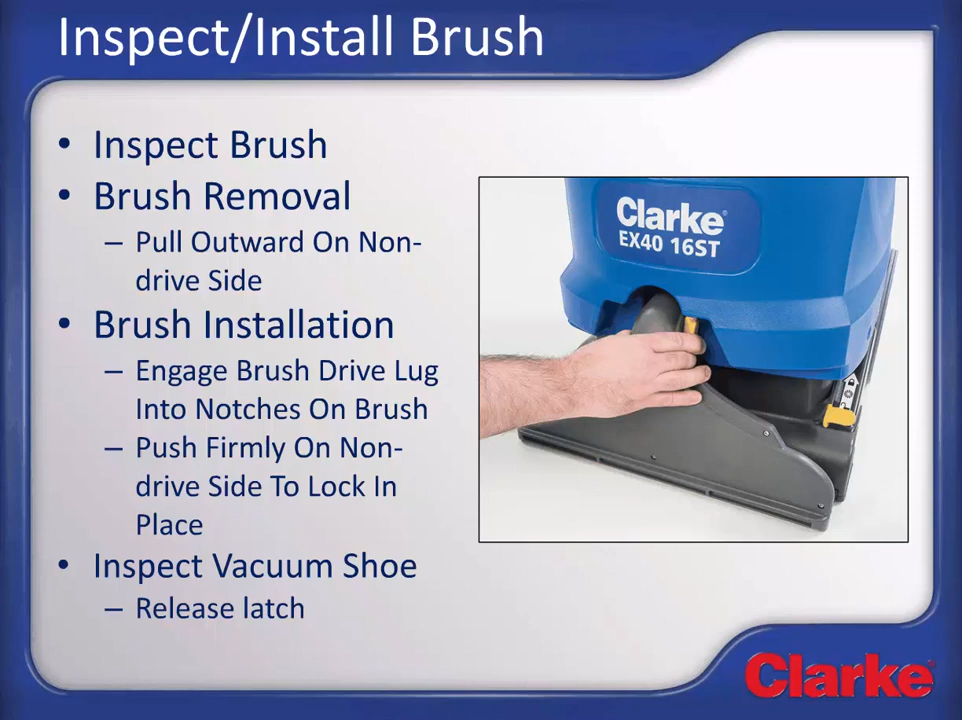 Inspect/Install Brush
• Inspect Brush
• Brush Removal
– Pull Outward On Non-
drive Side
• Brush Installation
– Engage Brush Drive Lug
Into Notches On Brush
– Push Firmly On Non-
drive Side To Lock In
Place
• Inspect Vacuum Shoe
– Release latch
Clarke®
EX40 16ST
Clarke®